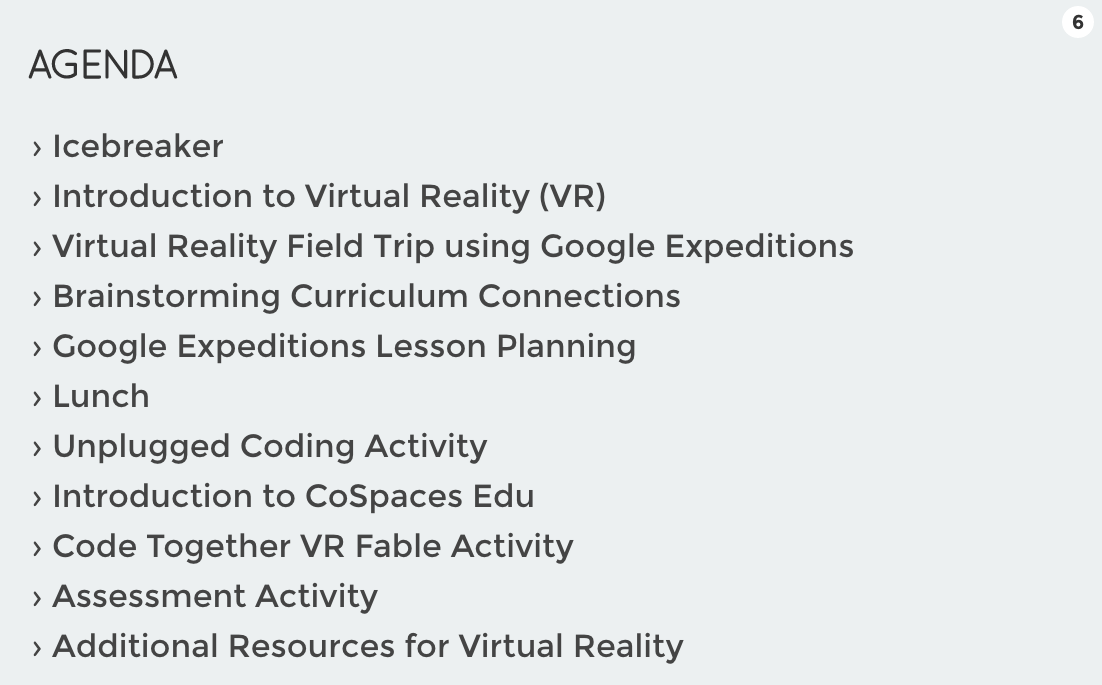 6
AGENDA
› Icebreaker
› Introduction to Virtual Reality (VR)
› Virtual Reality Field Trip using Google Expeditions
› Brainstorming Curriculum Connections
› Google Expeditions Lesson Planning
› Lunch
› Unplugged Coding Activity
› Introduction to CoSpaces Edu
› Code Together VR Fable Activity
› Assessment Activity
› Additional Resources for Virtual Reality